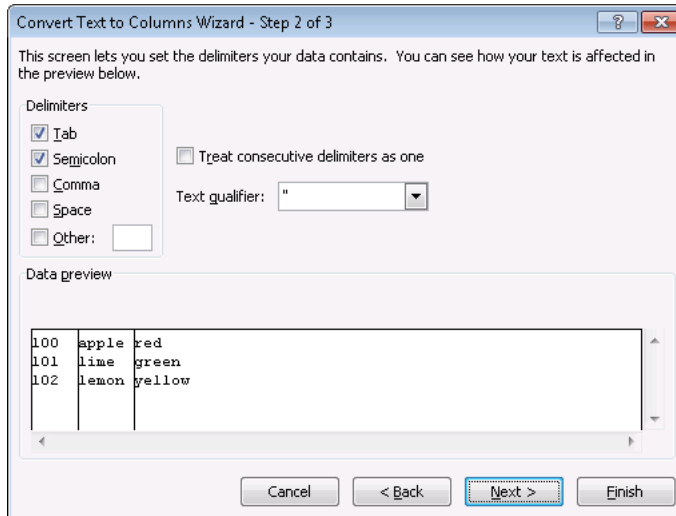 Convert Text to Columns Wizard - Step 2 of 3
This screen lets you set the delimiters your data contains. You can see how your text is affected in
the preview below.
Delimiters
Tab
Semicolon
Comma
Space
Other:
Treat consecutive delimiters as one
Text qualifier: "
Data preview
100 apple red
101 lime green
102 lemon yellow
Cancel < Back Next > Finish